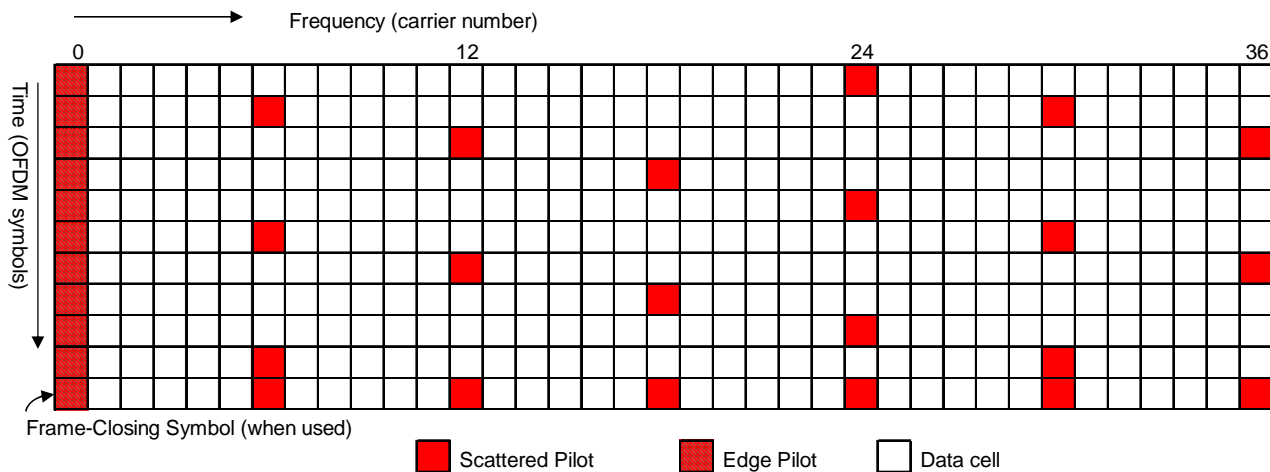 Frequency (carrier number)
0 12 24 36
Time (OFDM symbols)
Frame-Closing Symbol (when used)
Scattered Pilot Edge Pilot Data cell